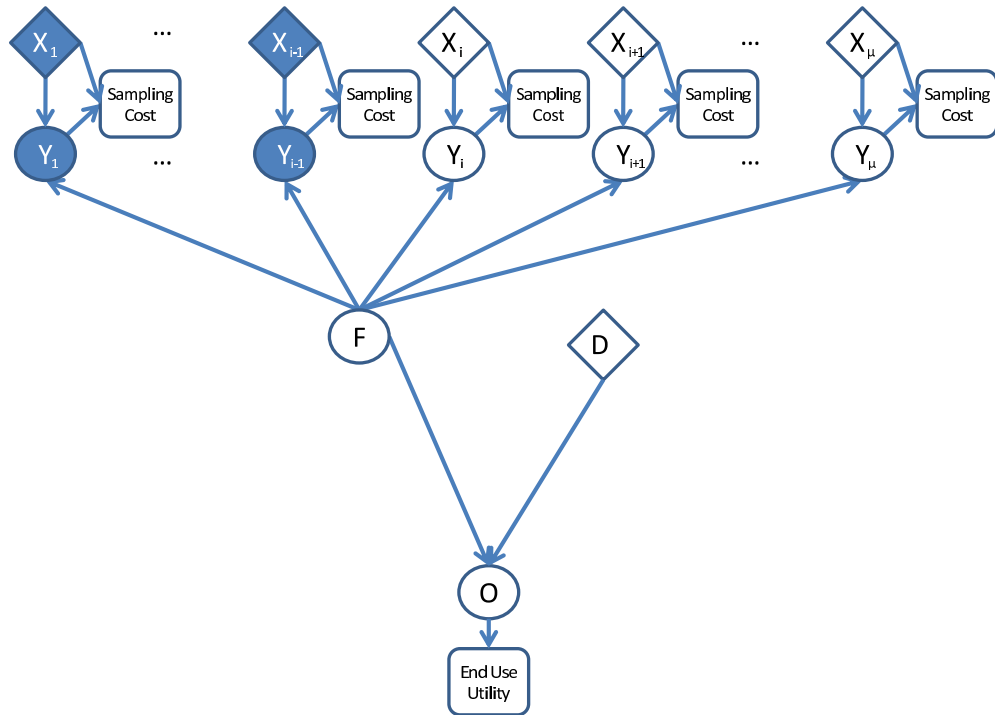 X1 ... Xi-1 Xi Xi+1 ... Xμ
Sampling Cost
Sampling Cost
Sampling Cost
Sampling Cost
Sampling Cost
Y1 ... Yi-1 Yi Yi+1 ... Yμ
F
D
O
End Use
Utility